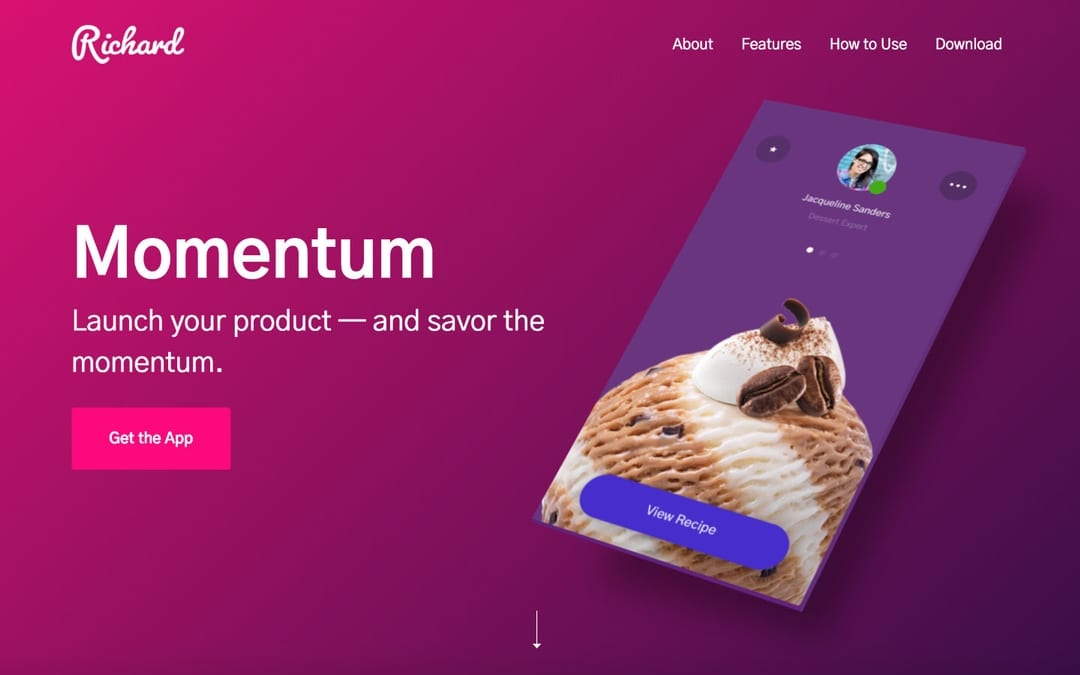 Richard
About
Features
How to Use
Download
Momentum
Launch your product — and savor the
momentum.
Get the App
Jacqueline Sanders
Dessert Expert
View Recipe